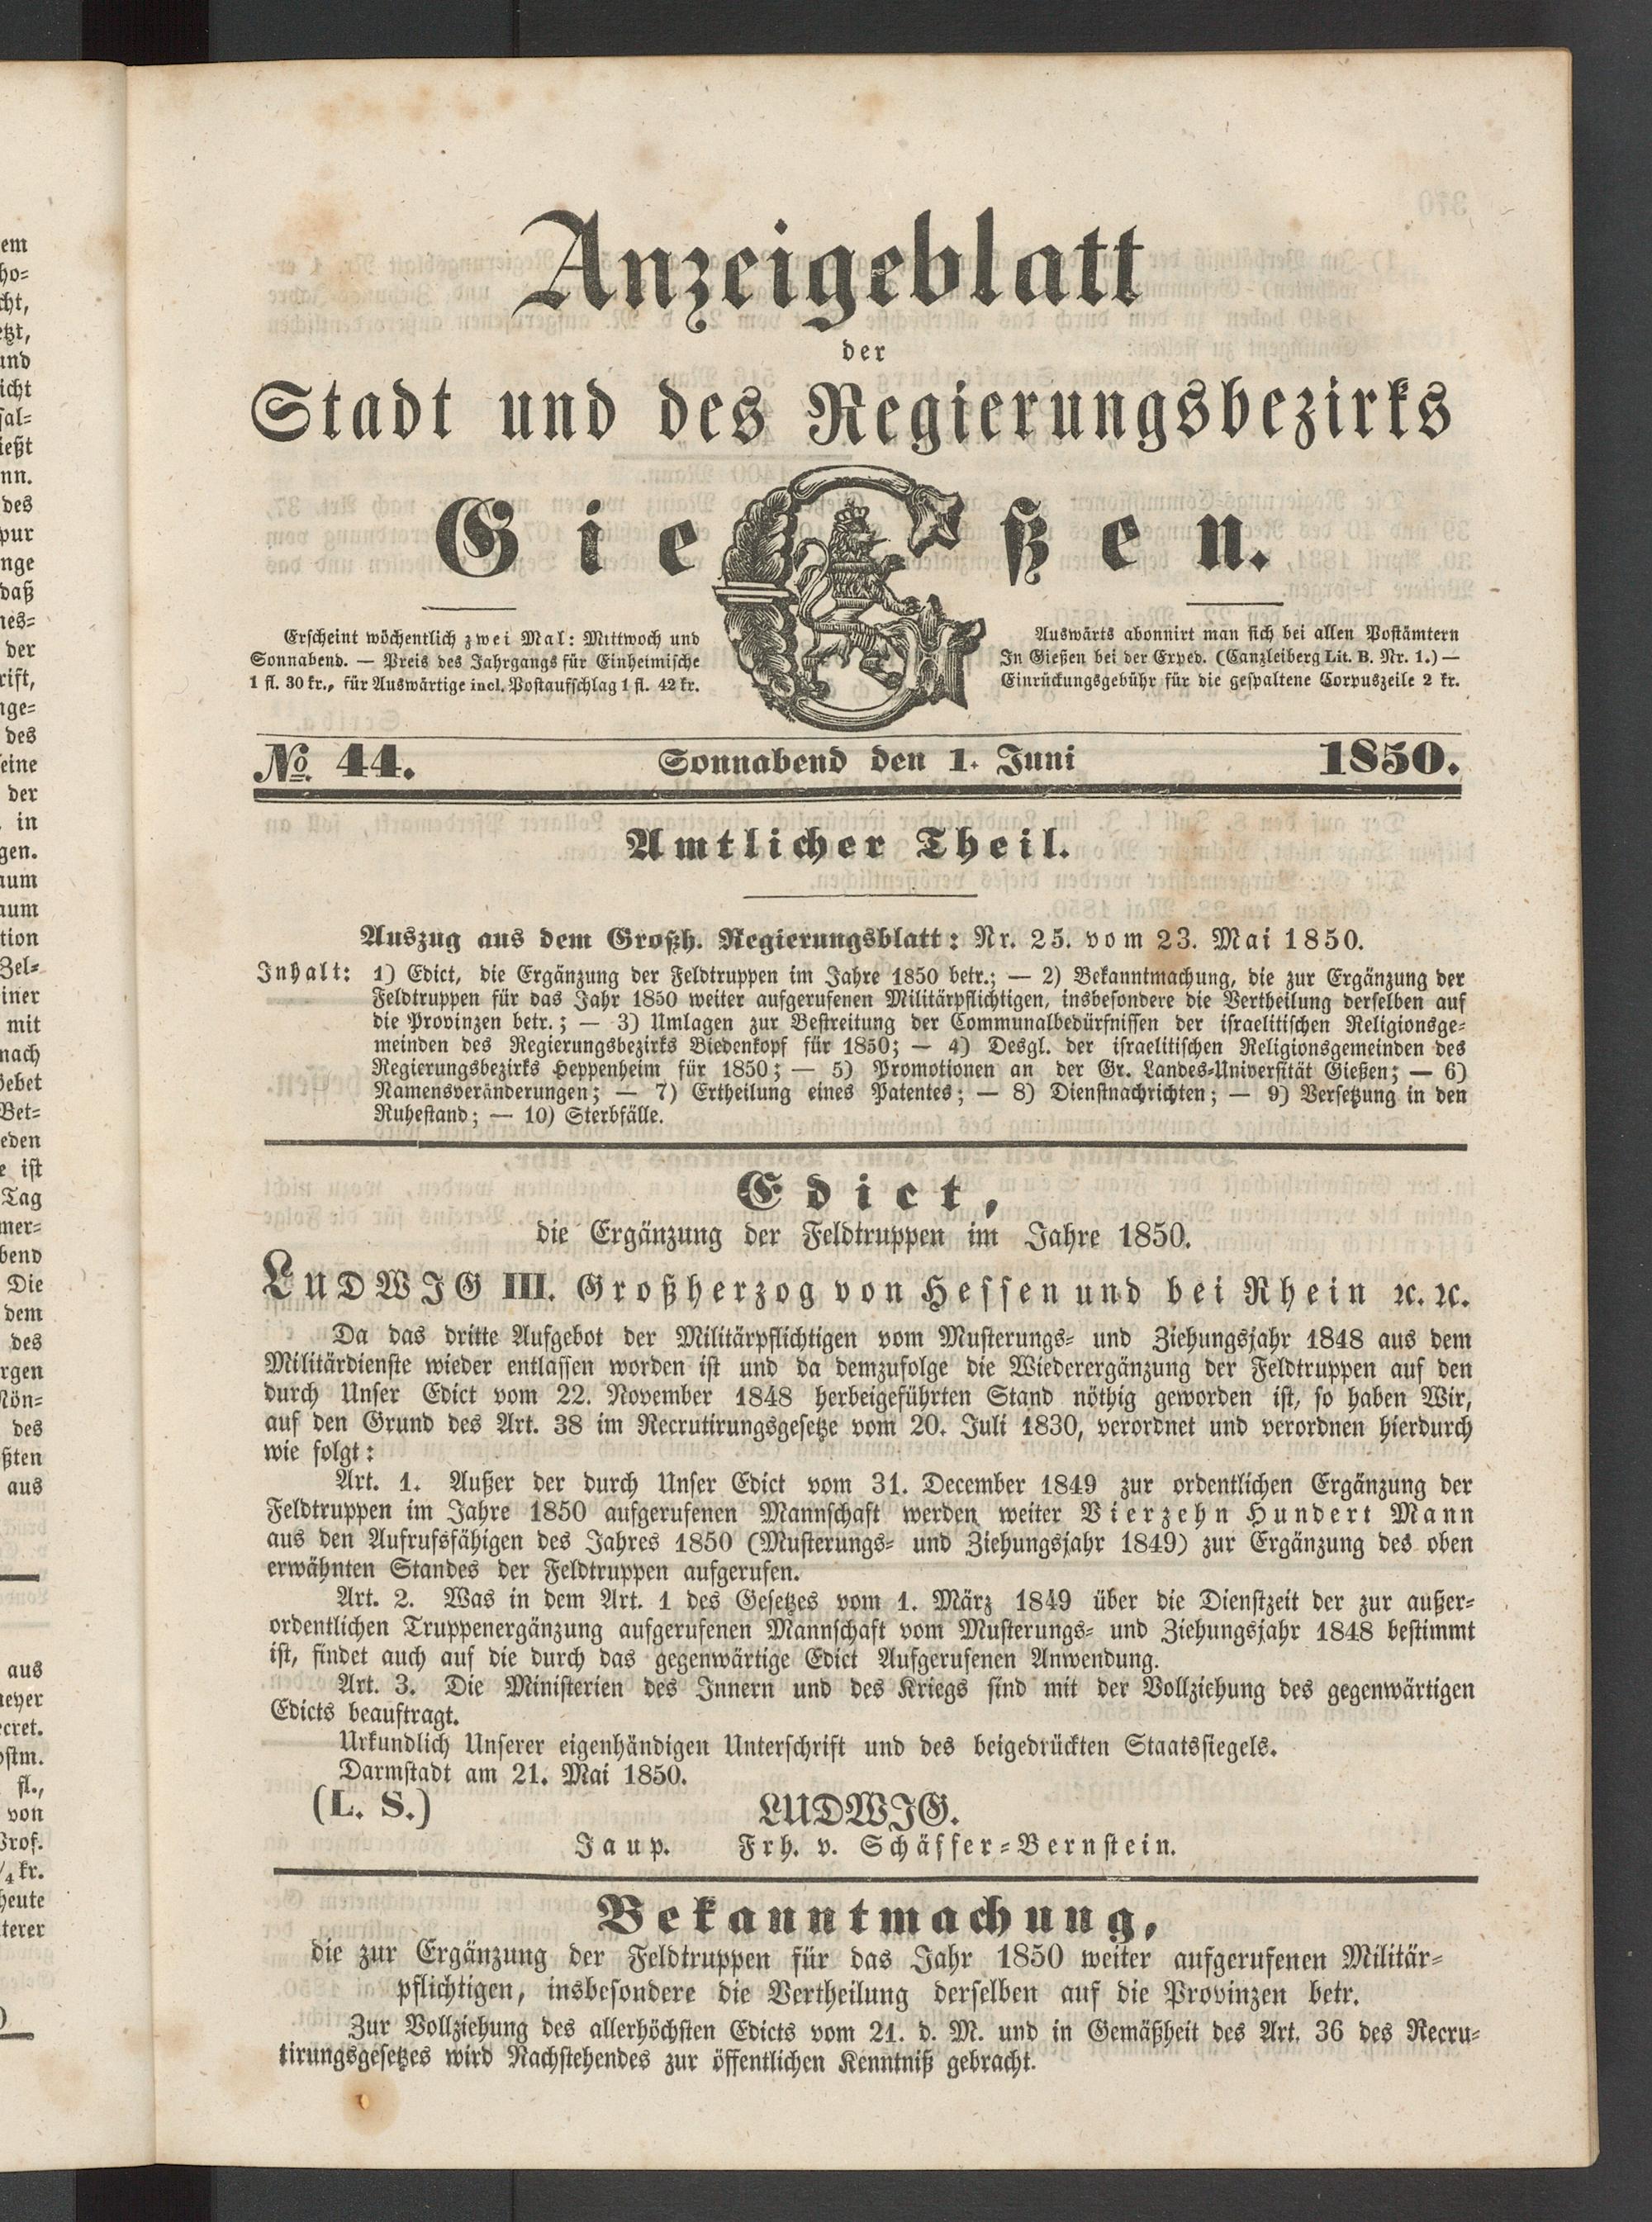 Anzeigeblatt
der
Stadt und des Regierungsbezirks
Gießen.
Erscheint wöchentlich zwei Mal: Mittwoch und
Sonnabend. — Preis des Jahrgangs für Einheimische
1 fl. 30 kr., für Auswärtige incl. Postaufschlag 1 fl. 42 kr.
Auswärts abonnirt man sich bei allen Postämtern
In Gießen bei der Exped. (Canzleiberg Lit. B. Nr. 1.) —
Einrückungsgebühr für die gespaltene Corpuszeile 2 kr.
No. 44. Sonnabend den 1. Juni 1850.
Amtlicher Theil.
Auszug aus dem Großh. Regierungsblatt: Nr. 25. vom 23. Mai 1850.
Inhalt: 1) Edict, die Ergänzung der Feldtruppen im Jahre 1850 betr.; — 2) Bekanntmachung, die zur Ergänzung der
Feldtruppen für das Jahr 1850 weiter aufgerufenen Militärpflichtigen, insbesondere die Vertheilung derselben auf
die Provinzen betr.; — 3) Umlagen zur Bestreitung der Communalbedürfnissen der israelitischen Religionsge-
meinden des Regierungsbezirks Biedenkopf für 1850; — 4) Desgl. der israelitischen Religionsgemeinden des
Regierungsbezirks Heppenheim für 1850; — 5) Promotionen an der Gr. Landes-Universität Gießen; — 6)
Namensveränderungen; — 7) Ertheilung eines Patentes; — 8) Dienstnachrichten; — 9) Versetzung in den
Ruhestand; — 10) Sterbfälle.
Edict,
die Ergänzung der Feldtruppen im Jahre 1850.
LUDWIG III. Großherzog von Hessen und bei Rhein ꝛc. ꝛc.
Da das dritte Aufgebot der Militärpflichtigen vom Musterungs- und Ziehungsjahr 1848 aus dem
Militärdienste wieder entlassen worden ist und da demzufolge die Wiederergänzung der Feldtruppen auf den
durch Unser Edict vom 22. November 1848 herbeigeführten Stand nöthig geworden ist, so haben Wir,
auf den Grund des Art. 38 im Recrutirungsgesetze vom 20. Juli 1830, verordnet und verordnen hierdurch
wie folgt:
Art. 1. Außer der durch Unser Edict vom 31. December 1849 zur ordentlichen Ergänzung der
Feldtruppen im Jahre 1850 aufgerufenen Mannschaft werden weiter Vierzehn Hundert Mann
aus den Aufrufsfähigen des Jahres 1850 (Musterungs- und Ziehungsjahr 1849) zur Ergänzung des oben
erwähnten Standes der Feldtruppen aufgerufen.
Art. 2. Was in dem Art. 1 des Gesetzes vom 1. März 1849 über die Dienstzeit der zur außer-
ordentlichen Truppenergänzung aufgerufenen Mannschaft vom Musterungs- und Ziehungsjahr 1848 bestimmt
ist, findet auch auf die durch das gegenwärtige Edict Aufgerufenen Anwendung.
Art. 3. Die Ministerien des Innern und des Kriegs sind mit der Vollziehung des gegenwärtigen
Edicts beauftragt.
Urkundlich Unserer eigenhändigen Unterschrift und des beigedrückten Staatssiegels.
Darmstadt am 21. Mai 1850.
(L. S.) LUDWIG.
Jaup. Frh. v. Schäffer-Bernstein.
Bekanntmachung,
die zur Ergänzung der Feldtruppen für das Jahr 1850 weiter aufgerufenen Militär-
pflichtigen, insbesondere die Vertheilung derselben auf die Provinzen betr.
Zur Vollziehung des allerhöchsten Edicts vom 21. d. M. und in Gemäßheit des Art. 36 des Recru-
tirungsgesetzes wird Nachstehendes zur öffentlichen Kenntniß gebracht.